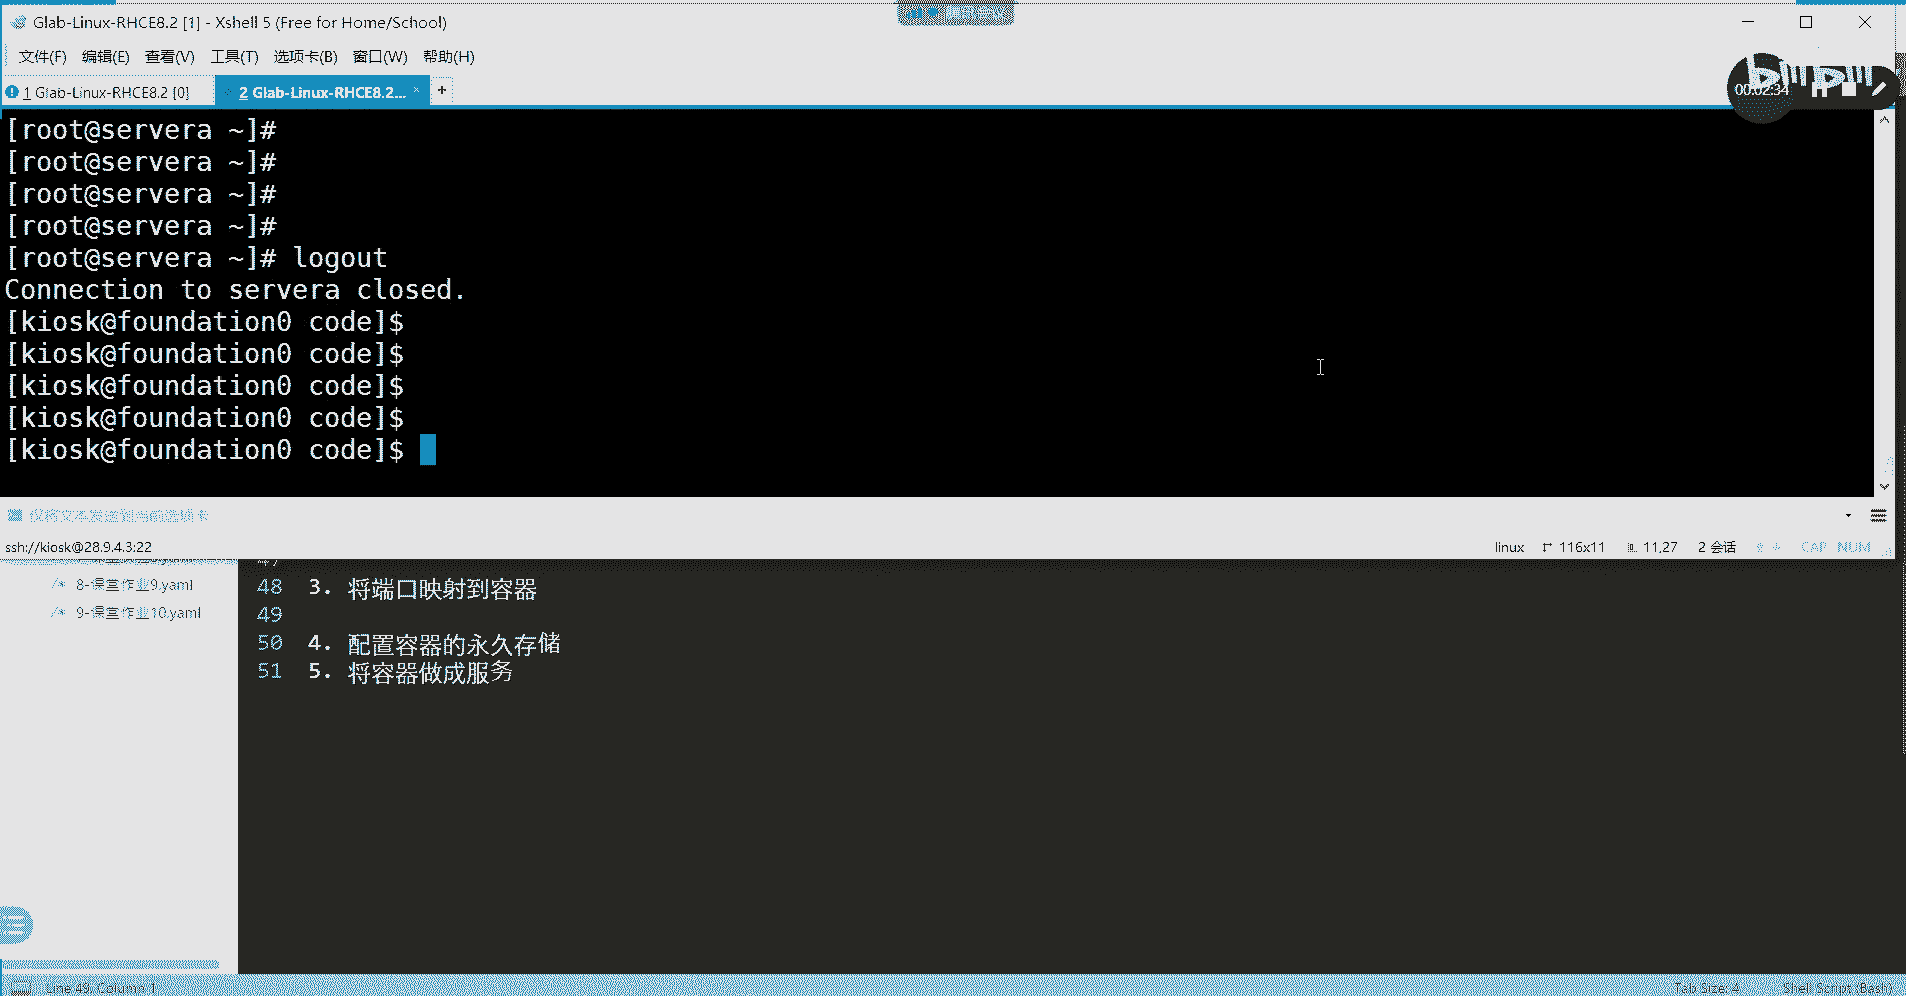 Glab-Linux-RHCE8.2 [1] - Xshell 5 (Free for Home/School)
文件(F) 编辑(E) 查看(V) 工具(T) 选项卡(B) 窗口(W) 帮助(H)
1 Glab-Linux-RHCE8.2 [0]
2 Glab-Linux-RHCE8.2... × +
00:02:34
[root@servera ~]#
[root@servera ~]#
[root@servera ~]#
[root@servera ~]#
[root@servera ~]# logout
Connection to servera closed.
[kiosk@foundation0 code]$
[kiosk@foundation0 code]$
[kiosk@foundation0 code]$
[kiosk@foundation0 code]$
[kiosk@foundation0 code]$
仅将文本发送到当前选项卡
ssh://kiosk@28.9.4.3:22
linux 116x11 11,27 2 会话 CAP NUM
/* 8-课堂作业9.yaml
/* 9-课堂作业10.yaml
48 3. 将端口映射到容器
49
50 4. 配置容器的永久存储
51 5. 将容器做成服务
Line 49, Column 1
Tab Size: 4
Shell Script (Bash)